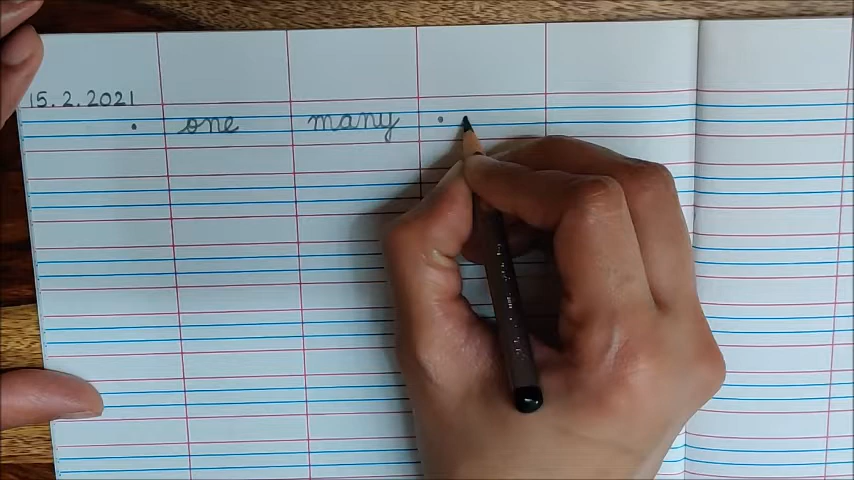 15.2.2021
. one many .